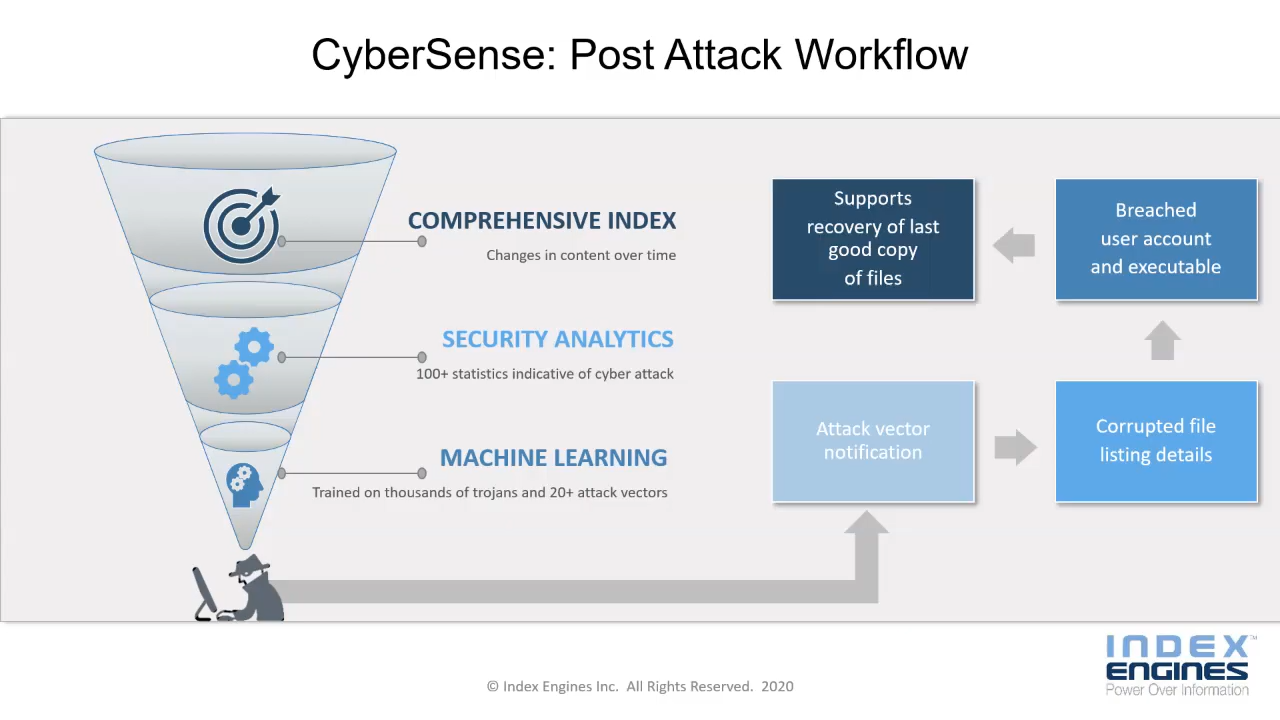 CyberSense: Post Attack Workflow
COMPREHENSIVE INDEX
Changes in content over time
SECURITY ANALYTICS
100+ statistics indicative of cyber attack
MACHINE LEARNING
Trained on thousands of trojans and 20+ attack vectors
Supports
recovery of last
good copy
of files
Breached
user account
and executable
Attack vector
notification
Corrupted file
listing details
INDEX™
ENGINES
Power Over Information
© Index Engines Inc. All Rights Reserved. 2020